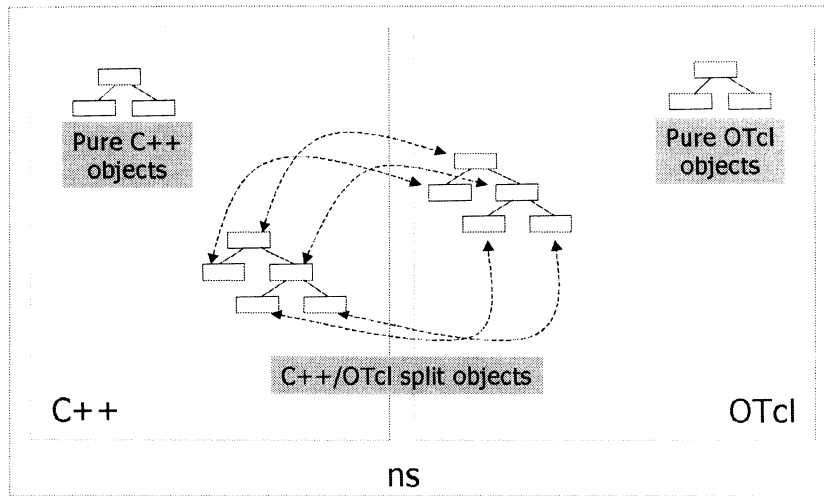 Pure C++
objects
Pure OTcl
objects
C++/OTcl split objects
C++
OTcl
ns